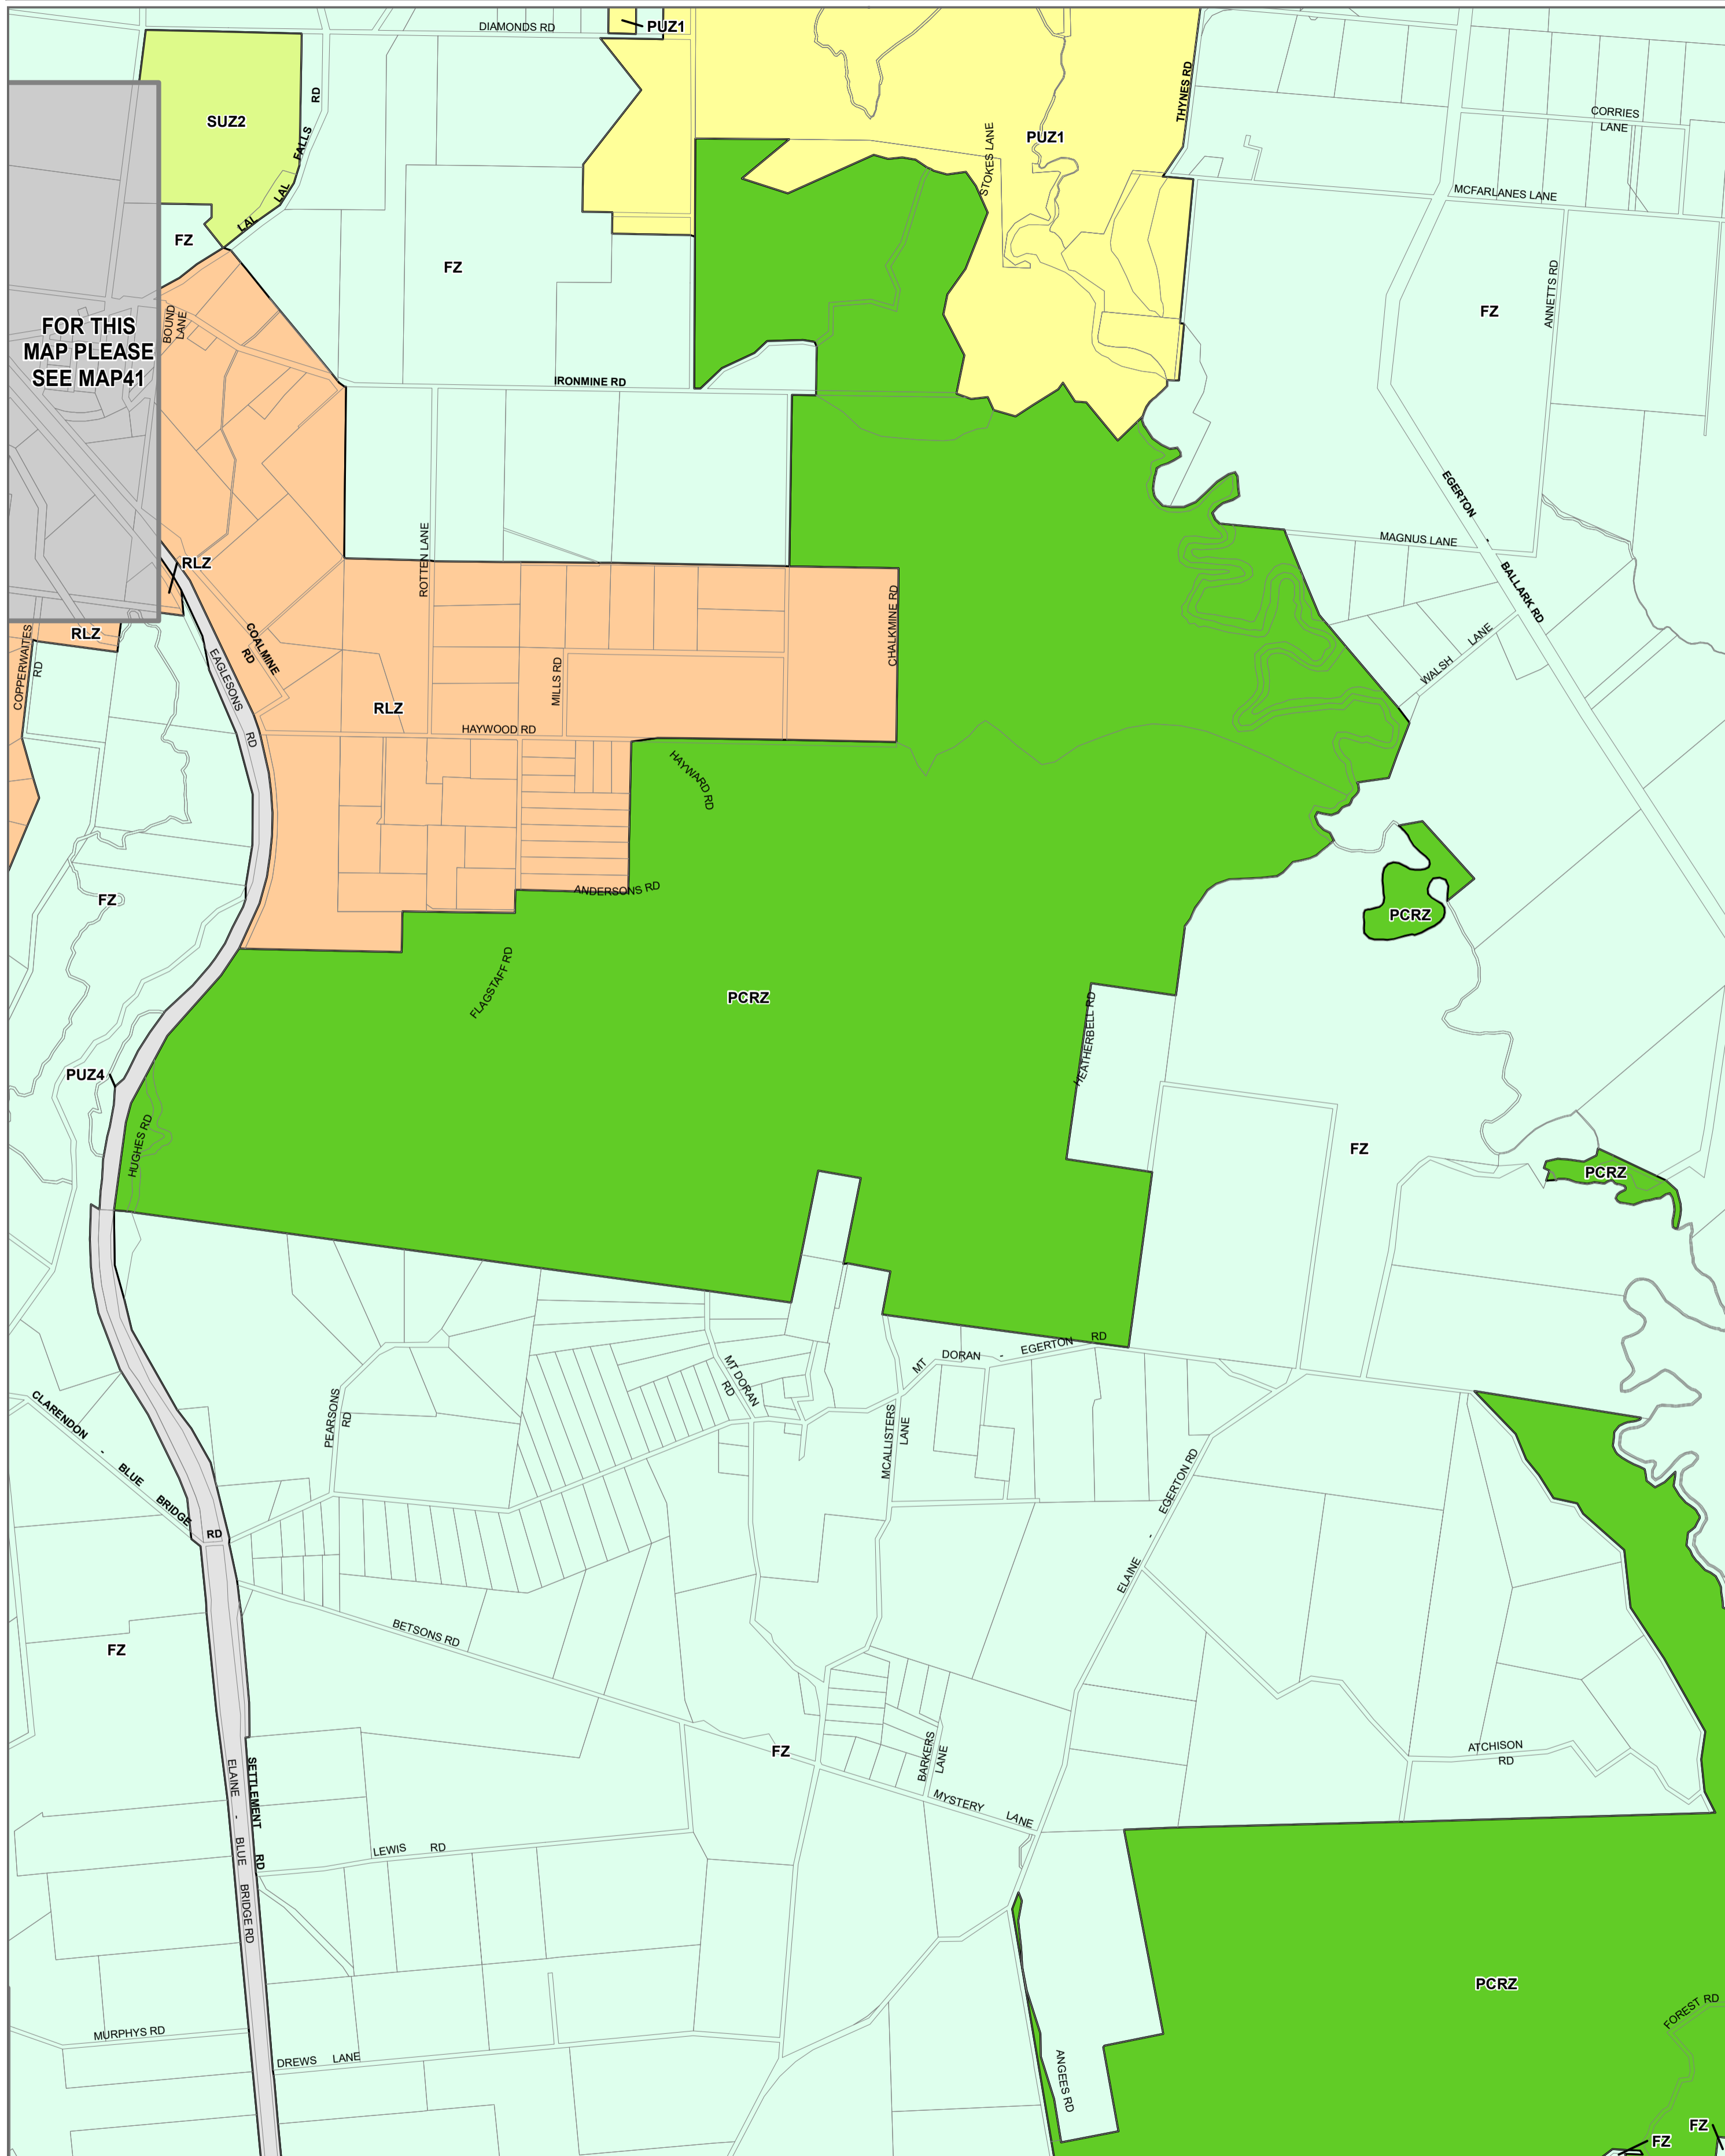 DIAMONDS RD
PUZ1
SUZ2
LAL
LAL
FALLS
RD
THYNES RD
PUZ1
STOKES LANE
CORRIES
LANE
MCFARLANES LANE
FZ
FZ
FZ
ANNETTS RD
BOUND
LANE
FOR THIS
MAP PLEASE
SEE MAP41
IRONMINE RD
EGERTON
-
BALLARK RD
MAGNUS LANE
WALSH LANE
RLZ
RLZ
ROTTEN LANE
CHALKMINE RD
COPPERWAITES
RD
COALMINE
RD
EAGLESONS
RD
MILLS RD
RLZ
HAYWOOD RD
HAYWARD RD
ANDERSONS RD
FZ
PCRZ
FLAGSTAFF RD
PCRZ
HEATHERBELL RD
PUZ4
HUGHES RD
FZ
PCRZ
MT DORAN - EGERTON RD
MT DORAN
RD
PEARSONS
RD
MCALLISTERS
LANE
CLARENDON - BLUE BRIDGE RD
ELAINE - EGERTON RD
BETSONS RD
FZ
FZ
BARKERS
LANE
ATCHISON
RD
MYSTERY LANE
ELAINE - BLUE BRIDGE RD
SETTLEMENT RD
LEWIS RD
PCRZ
FOREST RD
MURPHYS RD
DREWS LANE
ANGEES RD
FZ
FZ